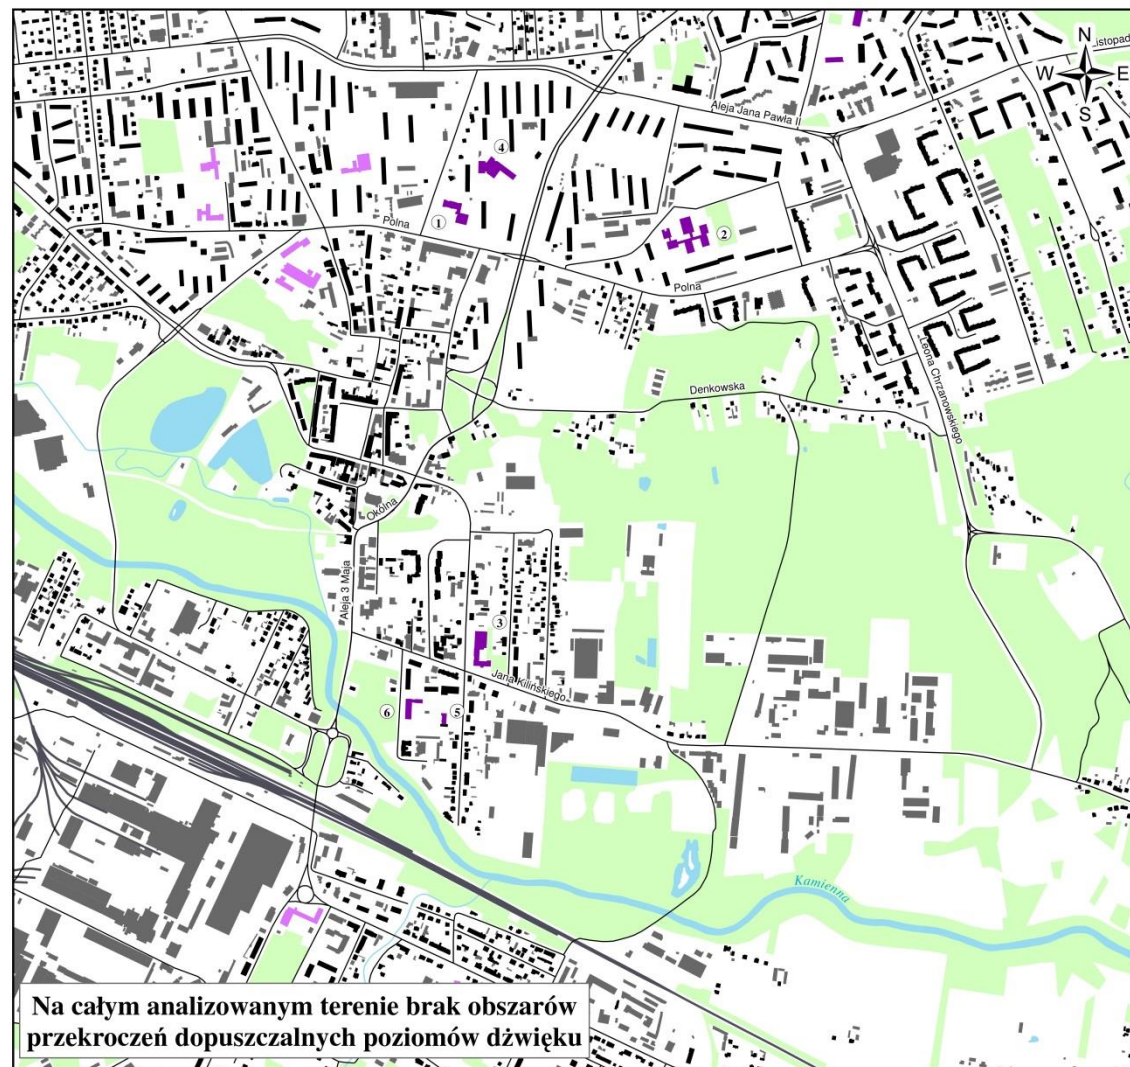 N
Listopad
W
E
S
Aleja Jana Pawła II
4
1
Polna
2
Polna
Denkowska
Leona Chrzanowskiego
Okólna
Aleja 3 Maja
3
Jana Kilińskiego
6
5
Kamienna
Na całym analizowanym terenie brak obszarów
przekroczeń dopuszczalnych poziomów dżwięku